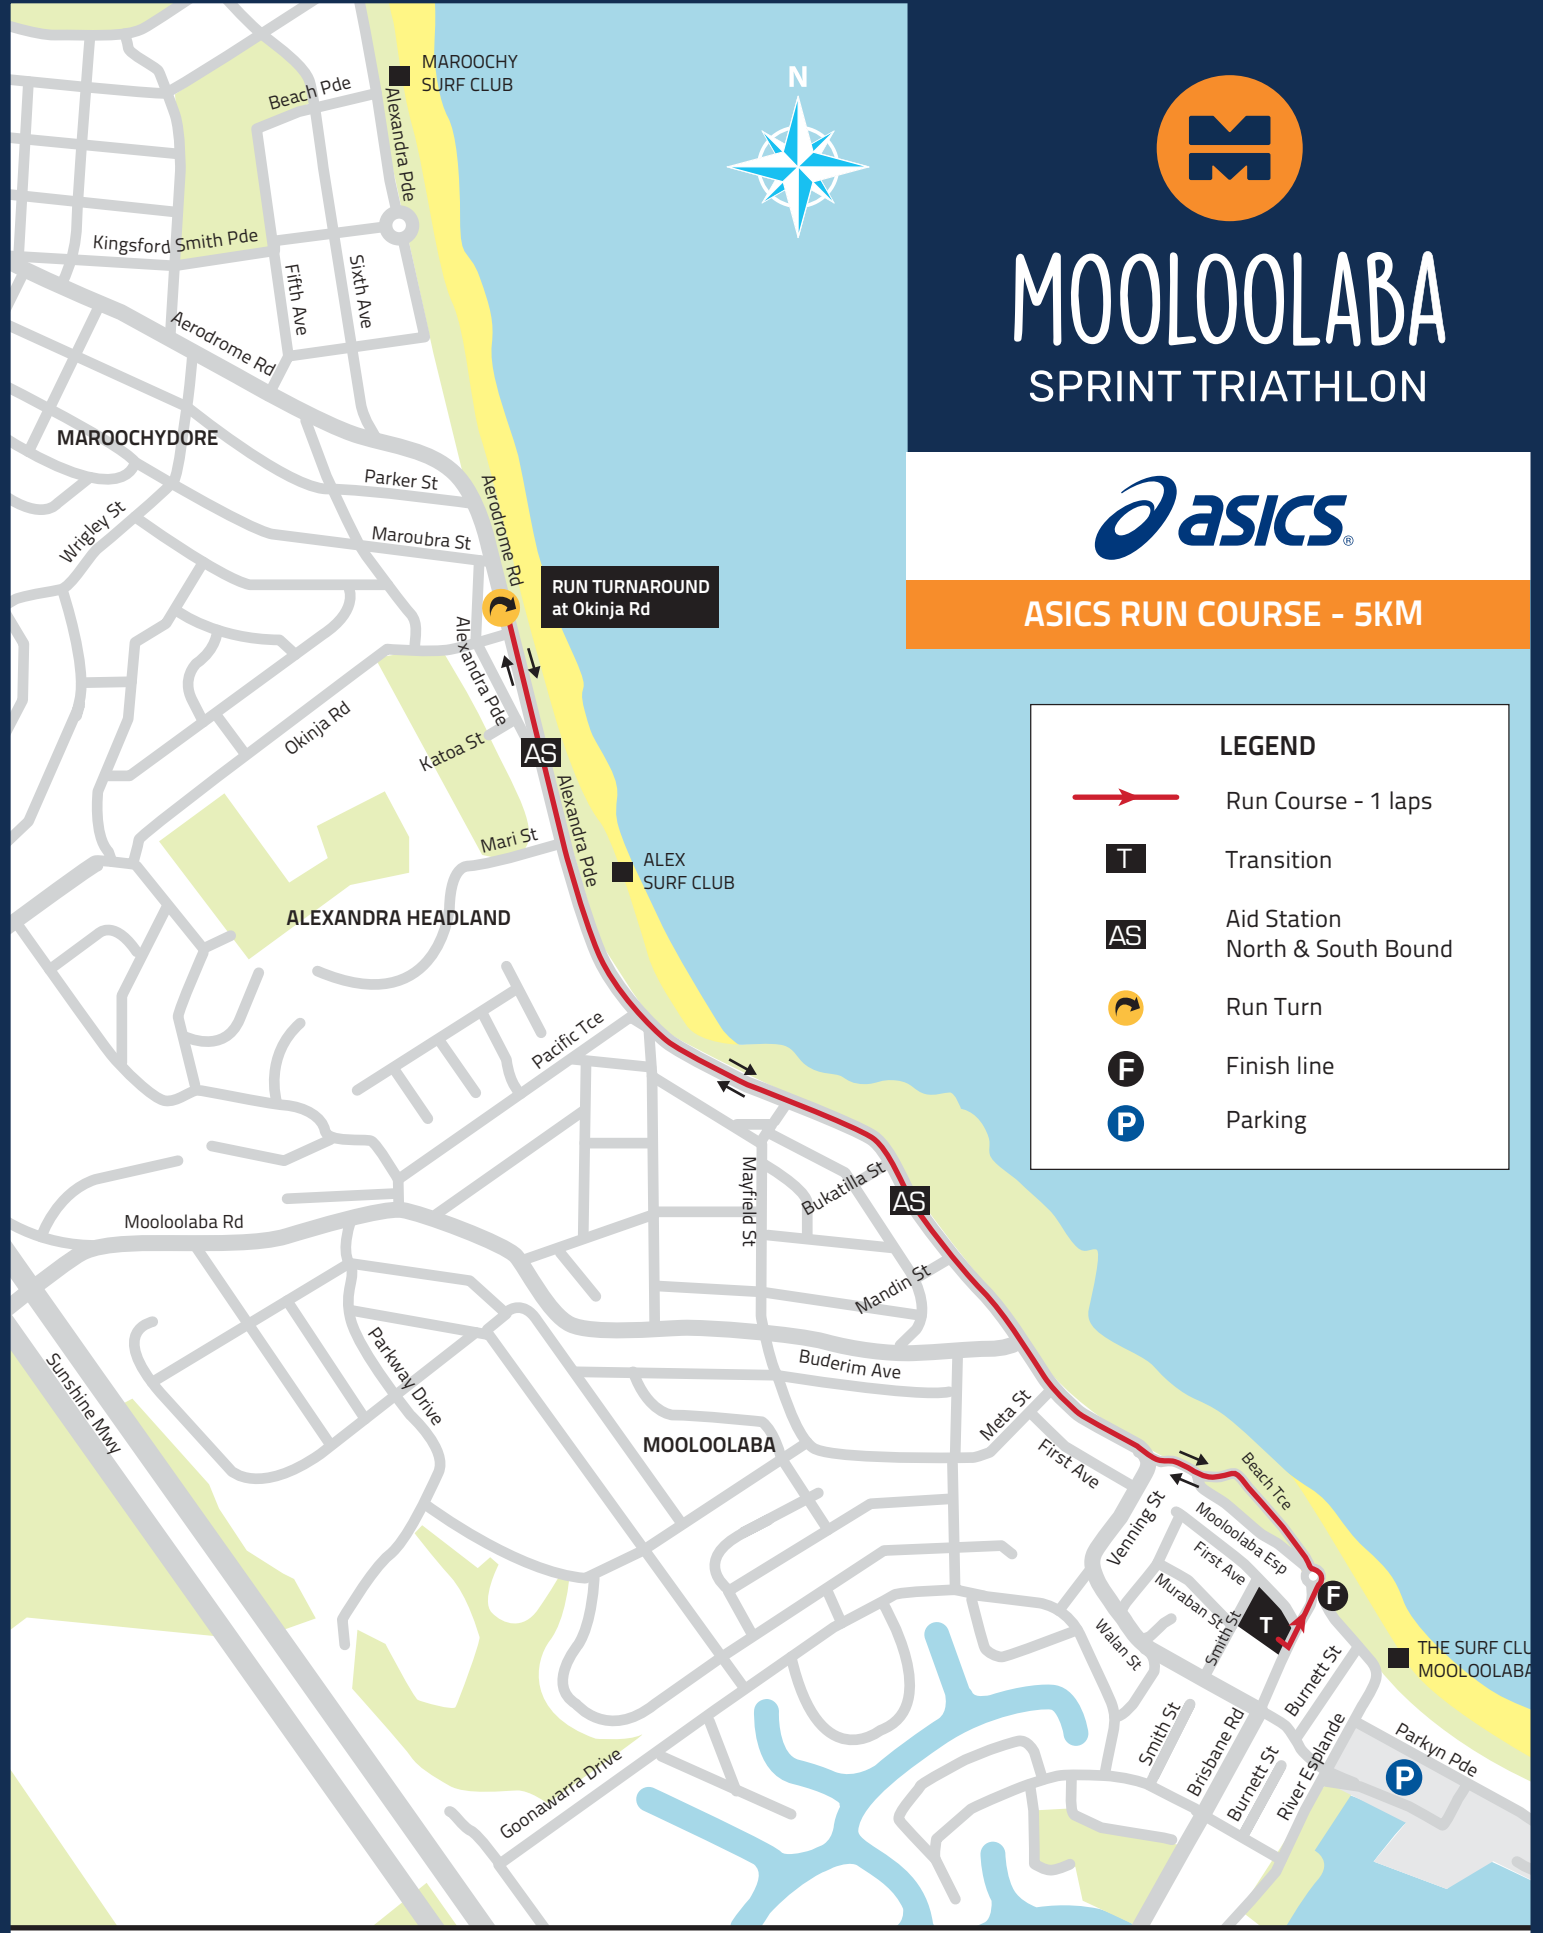 MAROOCHY
SURF CLUB
N
Beach Pde
Alexandra Pde
Kingsford Smith Pde
Fifth Ave
Sixth Ave
Aerodrome Rd
MOOLOOLABA
SPRINT TRIATHLON
asics®
ASICS RUN COURSE - 5KM
MAROOCHYDORE
Parker St
Wrigley St
Maroubra St
Aerodrome Rd
RUN TURNAROUND
at Okinja Rd
Alexandra Pde
Okinja Rd
Katoa St
AS
Alexandra Pde
Mari St
ALEX
SURF CLUB
ALEXANDRA HEADLAND
LEGEND
Run Course - 1 laps
T
Transition
AS
Aid Station
North & South Bound
Run Turn
F
Finish line
P
Parking
Pacific Tce
Mayfield St
Bukatilla St
AS
Mooloolaba Rd
Mandin St
Sunshine Mwy
Parkway Drive
Buderim Ave
Meta St
MOOLOOLABA
First Ave
Beach Tce
Venning St
Mooloolaba Esp
First Ave
Muraban St
Smith St
T
F
Walan St
THE SURF CLU
MOOLOOLABA
Burnett St
Smith St
Brisbane Rd
Burnett St
River Esplande
Parkyn Pde
P
Goonawarra Drive